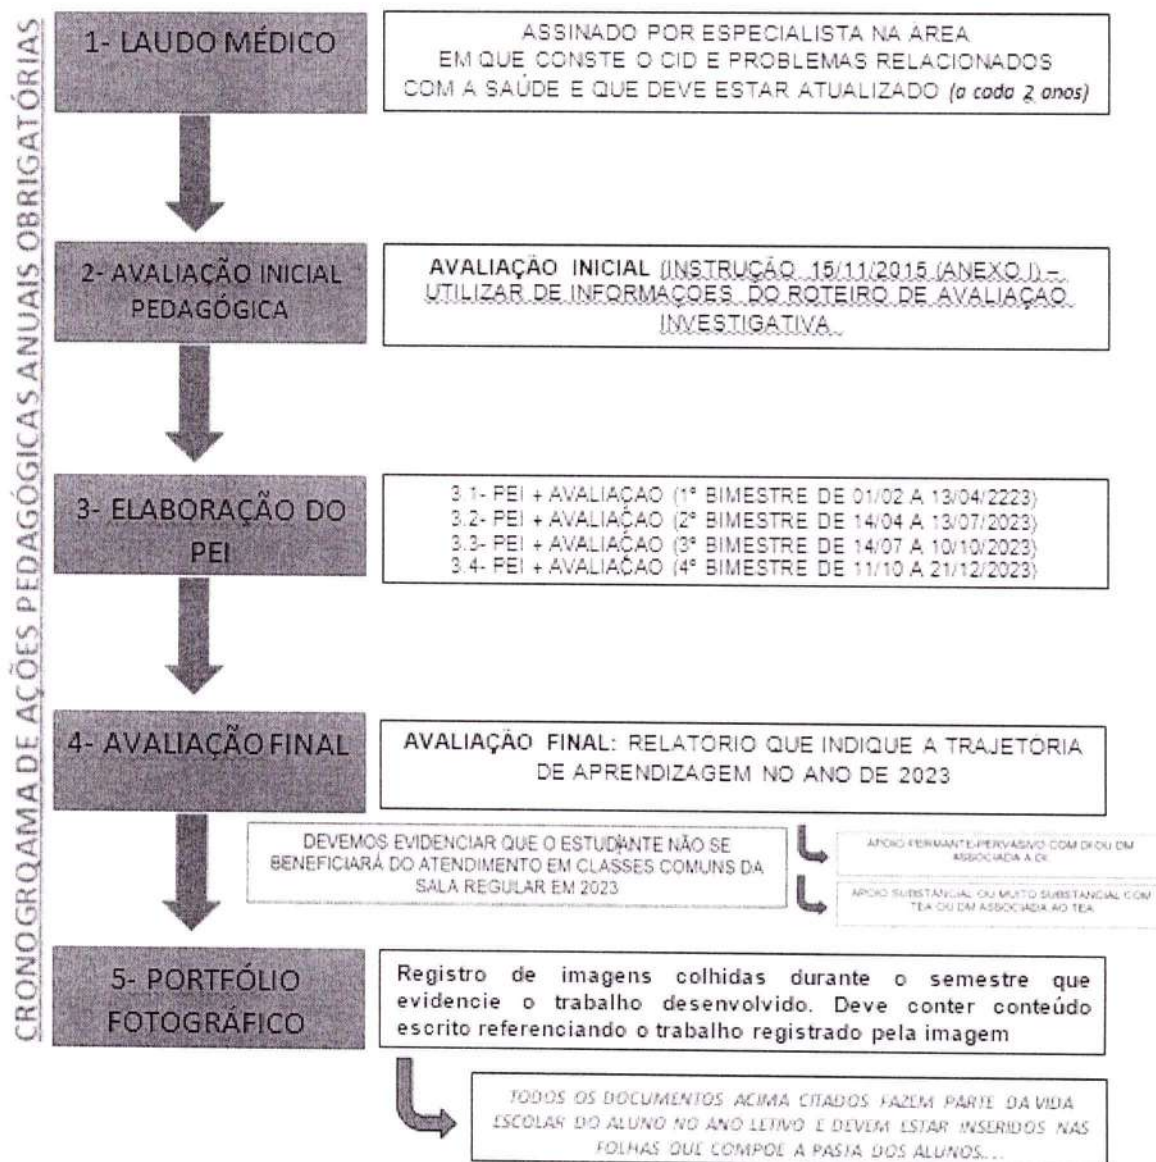 CRONOGRQAMA DE AÇÕES PEDAGÓGICAS ANUAIS OBRIGATÓRIAS
1- LAUDO MÉDICO
ASSINADO POR ESPECIALISTA NA ÁREA
EM QUE CONSTE O CID E PROBLEMAS RELACIONADOS
COM A SAÚDE E QUE DEVE ESTAR ATUALIZADO (a cada 2 anos)
2- AVALIAÇÃO INICIAL
PEDAGÓGICA
AVALIAÇÃO INICIAL (INSTRUÇÃO 15/11/2015 (ANEXO I) –
UTILIZAR DE INFORMAÇÕES DO ROTEIRO DE AVALIAÇÃO
INVESTIGATIVA
3- ELABORAÇÃO DO
PEI
3.1- PEI + AVALIAÇÃO (1º BIMESTRE DE 01/02 A 13/04/2223)
3.2- PEI + AVALIAÇÃO (2º BIMESTRE DE 14/04 A 13/07/2023)
3.3- PEI + AVALIAÇÃO (3º BIMESTRE DE 14/07 A 10/10/2023)
3.4- PEI + AVALIAÇÃO (4º BIMESTRE DE 11/10 A 21/12/2023)
4- AVALIAÇÃO FINAL
AVALIAÇÃO FINAL: RELATÓRIO QUE INDIQUE A TRAJETÓRIA
DE APRENDIZAGEM NO ANO DE 2023
DEVEMOS EVIDENCIAR QUE O ESTUDANTE NÃO SE
BENEFICIARÁ DO ATENDIMENTO EM CLASSES COMUNS DA
SALA REGULAR EM 2023
APOIO PERMANTE-PERVASIVO COM DI OU DM
ASSOCIADA A DI
APOIO SUBSTANCIAL OU MUITO SUBSTANCIAL COM
TEA OU DM ASSOCIADA AO TEA
5- PORTFÓLIO
FOTOGRÁFICO
Registro de imagens colhidas durante o semestre que
evidencie o trabalho desenvolvido. Deve conter conteúdo
escrito referenciando o trabalho registrado pela imagem
TODOS OS DOCUMENTOS ACIMA CITADOS FAZEM PARTE DA VIDA
ESCOLAR DO ALUNO NO ANO LETIVO E DEVEM ESTAR INSERIDOS NAS
FOLHAS QUE COMPOE A PASTA DOS ALUNOS...